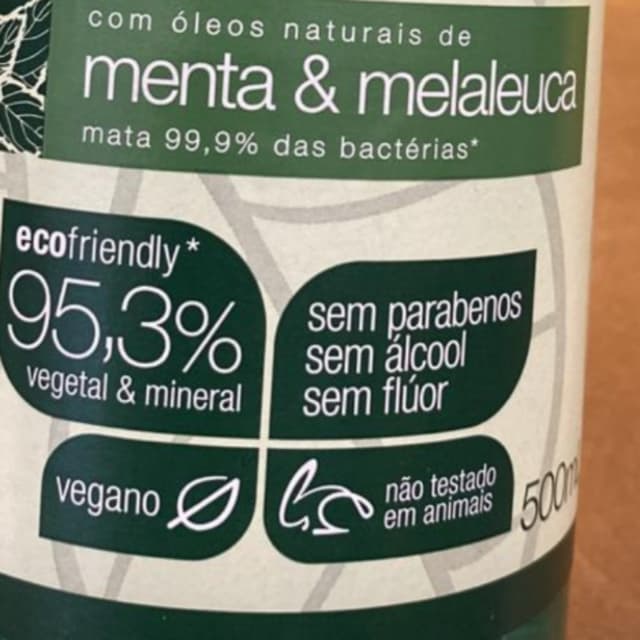 com óleos naturais de
menta & melaleuca
mata 99,9% das bactérias*
ecofriendly*
95,3%
vegetal & mineral
sem parabenos
sem álcool
sem flúor
vegano
não testado
em animais
500m